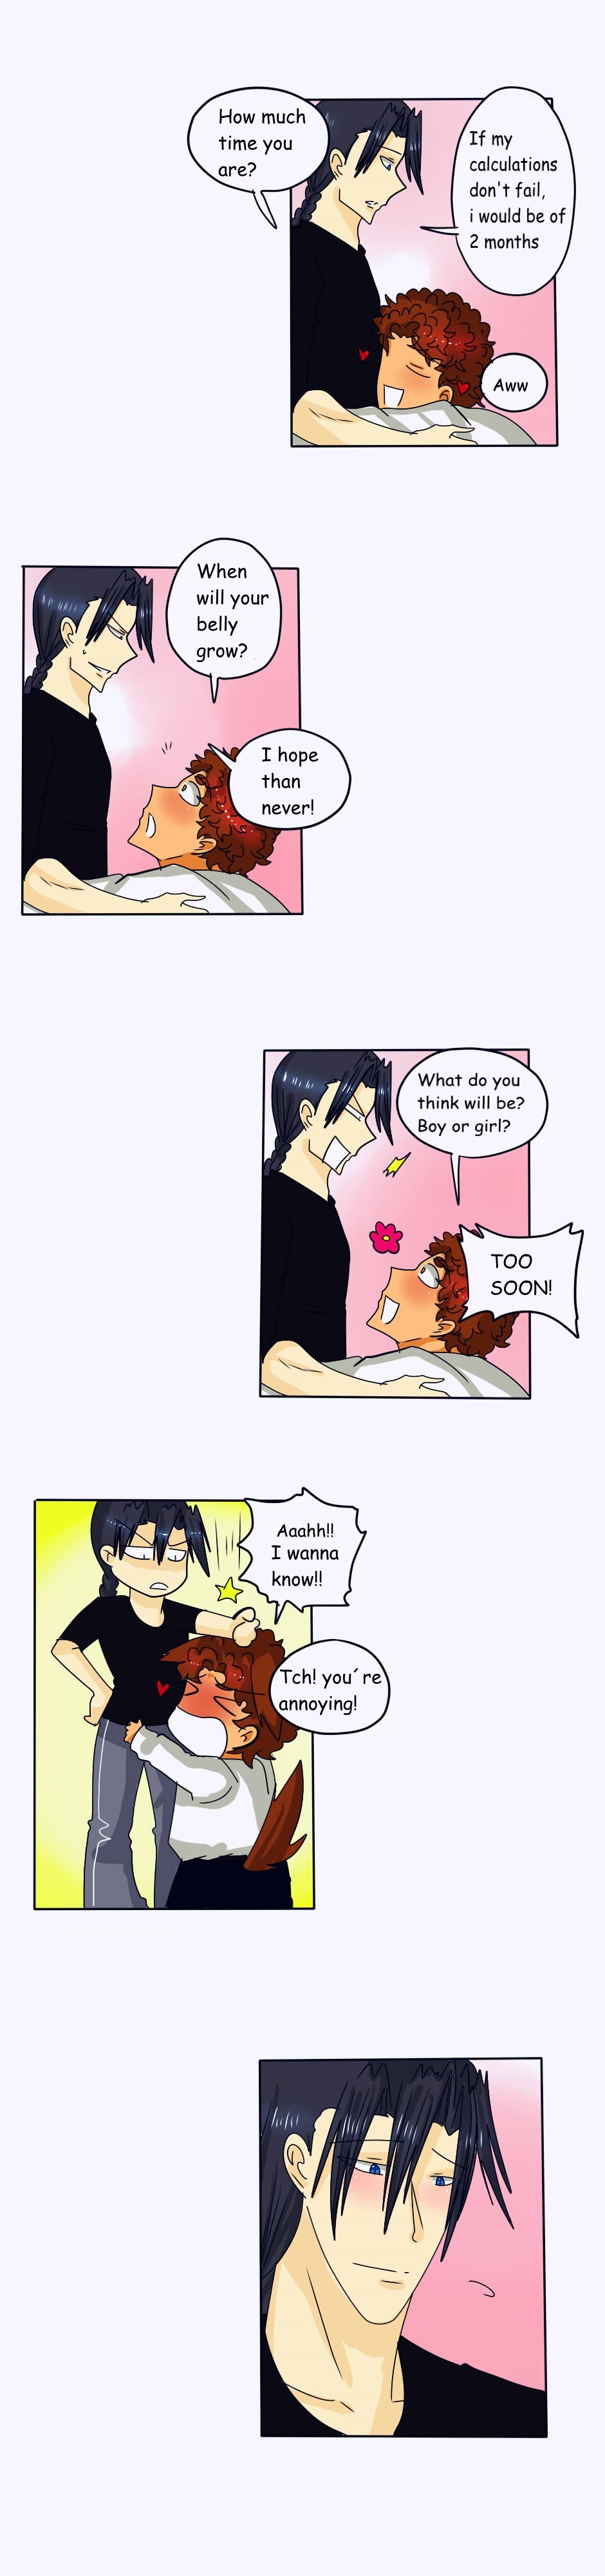 How much
time you
are?
If my
calculations
don't fail,
i would be of
2 months
Aww
When
will your
belly
grow?
I hope
than
never!
What do you
think will be?
Boy or girl?
TOO
SOON!
Aaahh!!
I wanna
know!!
Tch! you´re
annoying!